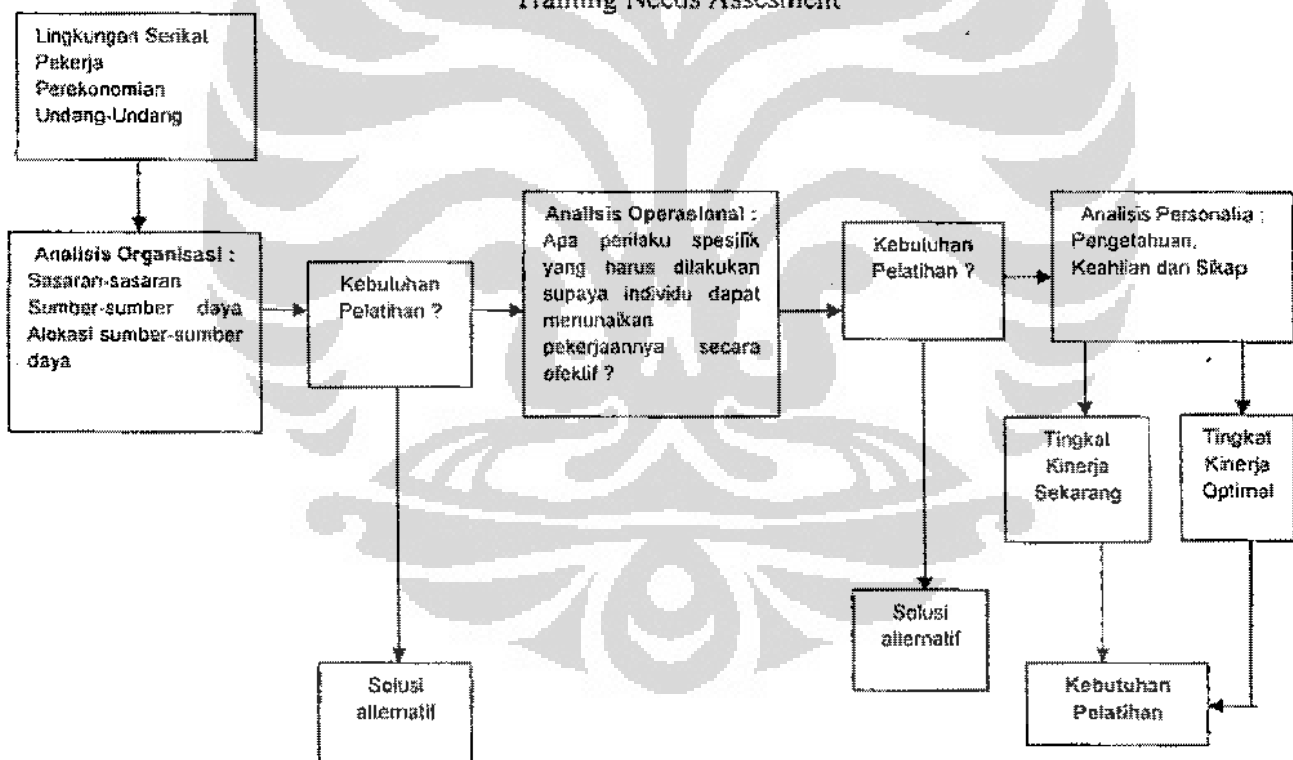 Training Needs Assesment
Lingkungan Serikat
Pekerja
Perekonomian
Undang-Undang
Analisis Organisasi :
Sasaran-sasaran
Sumber-sumber daya
Alokasi sumber-sumber
daya
Kebutuhan
Pelatihan ?
Analisis Operasional :
Apa perilaku spesifik
yang harus dilakukan
supaya individu dapat
menunaikan
pekerjaannya secara
efektif ?
Kebutuhan
Pelatihan ?
Analisis Personalia :
Pengetahuan,
Keahlian dan Sikap
Tingkat
Kinerja
Sekarang
Tingkat
Kinerja
Optimal
Solusi
alternatif
Solusi
alternatif
Kebutuhan
Pelatihan